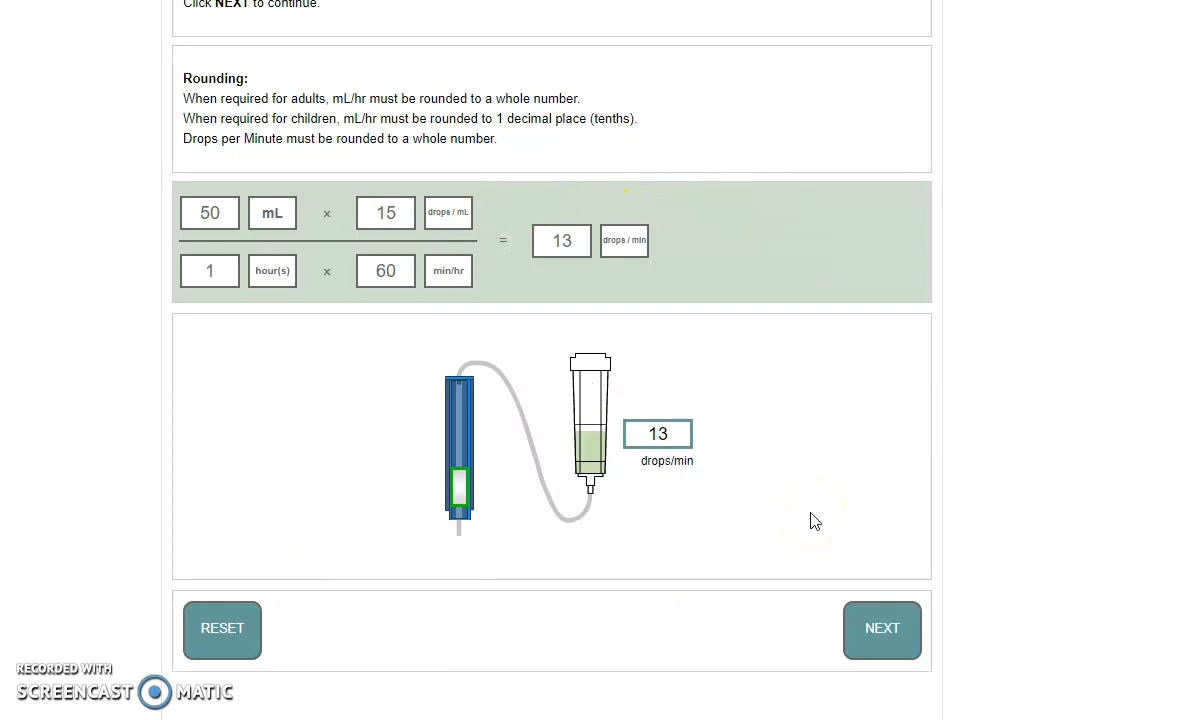 Click NEXT to continue.
Rounding:
When required for adults, mL/hr must be rounded to a whole number.
When required for children, mL/hr must be rounded to 1 decimal place (tenths).
Drops per Minute must be rounded to a whole number.
50 mL x 15 drops / mL
= 13 drops / min
1 hour(s) x 60 min/hr
13
drops/min
RESET NEXT
RECORDED WITH
SCREENCAST MATIC